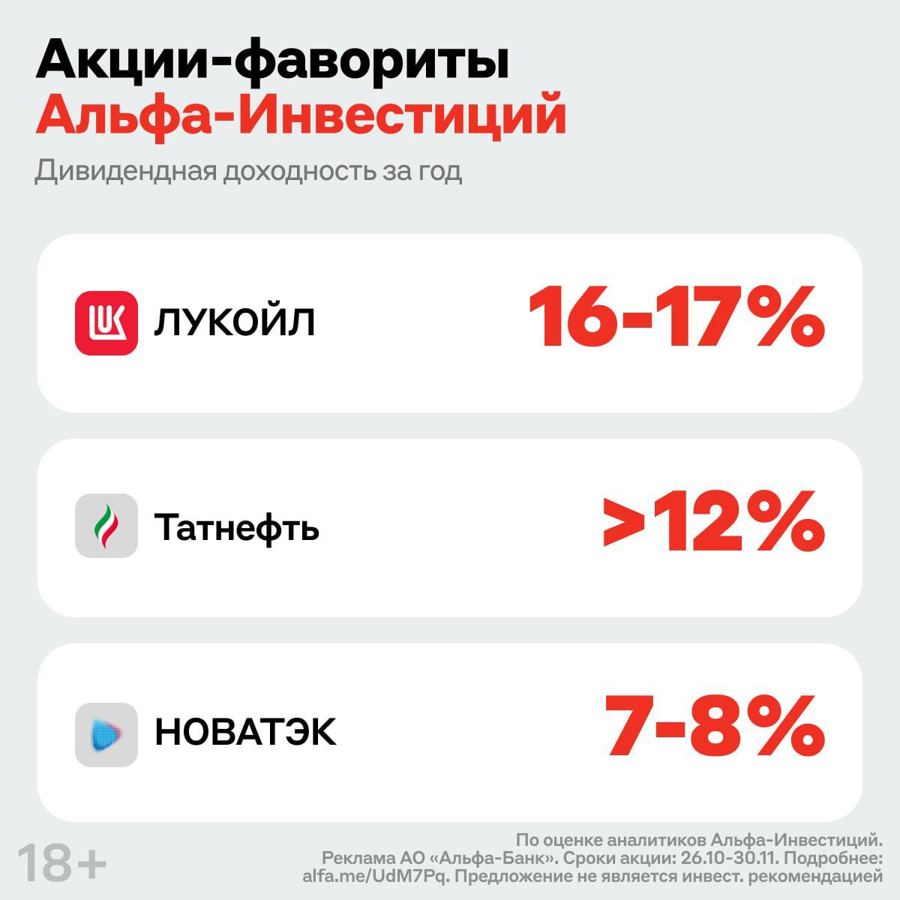 Акции-фавориты
Альфа-Инвестиций
Дивидендная доходность за год
LUK ЛУКОЙЛ 16-17%
Татнефть >12%
НОВАТЭК 7-8%
18+
По оценке аналитиков Альфа-Инвестиций.
Реклама АО «Альфа-Банк». Сроки акции: 26.10-30.11. Подробнее:
alfa.me/UdM7Pq. Предложение не является инвест. рекомендацией